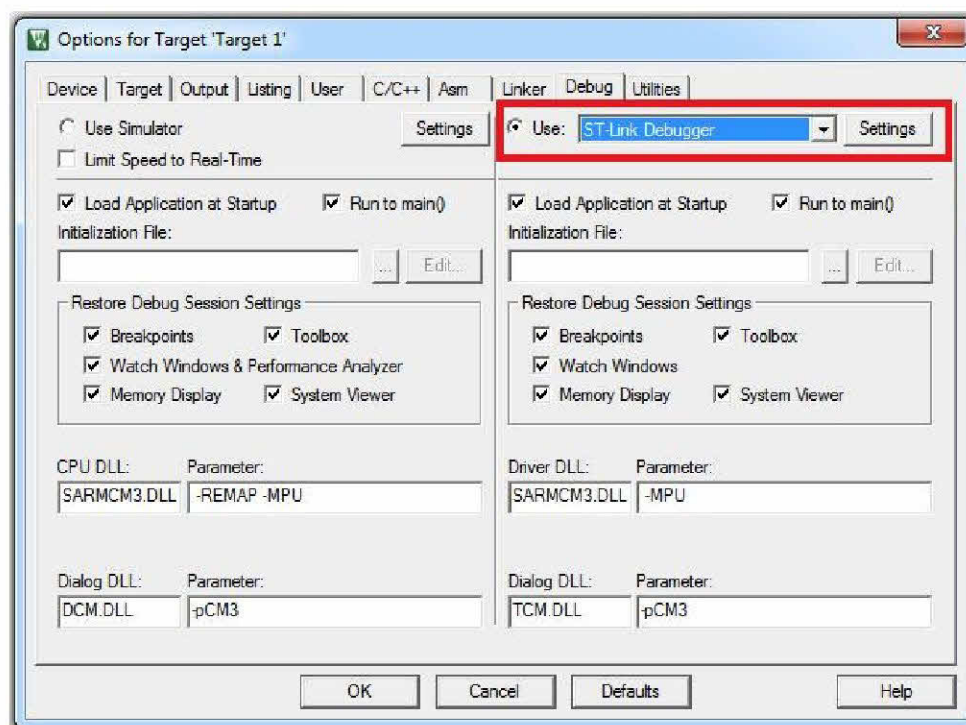 Options for Target 'Target 1'
Device Target Output Listing User C/C++ Asm Linker Debug Utilities
Use Simulator Settings
Limit Speed to Real-Time
Use: ST-Link Debugger Settings
Load Application at Startup Run to main()
Initialization File:
... Edit...
Restore Debug Session Settings
Breakpoints Toolbox
Watch Windows & Performance Analyzer
Memory Display System Viewer
CPU DLL: Parameter:
SARMCM3.DLL -REMAP -MPU
Dialog DLL: Parameter:
DCM.DLL -pCM3
Load Application at Startup Run to main()
Initialization File:
... Edit...
Restore Debug Session Settings
Breakpoints Toolbox
Watch Windows
Memory Display System Viewer
Driver DLL: Parameter:
SARMCM3.DLL -MPU
Dialog DLL: Parameter:
TCM.DLL -pCM3
OK Cancel Defaults Help